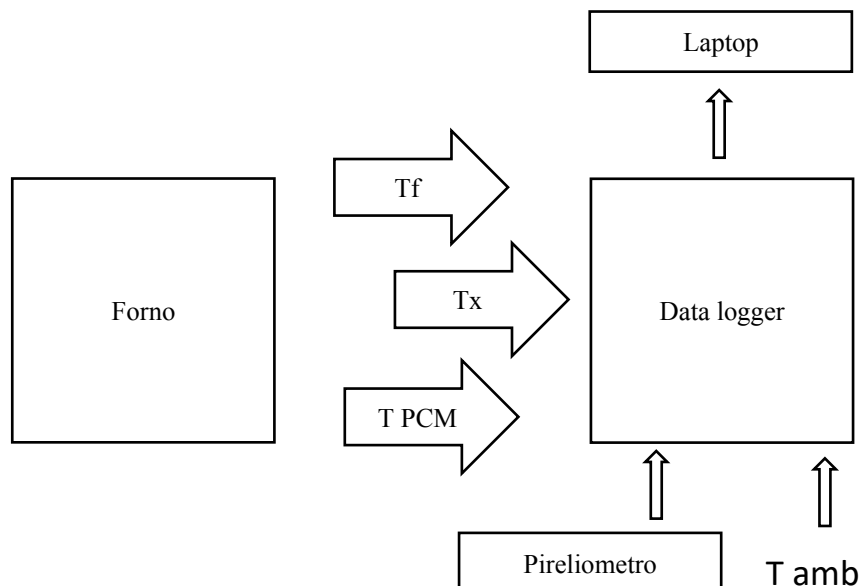 Laptop
Tf
Forno
Tx
Data logger
T PCM
Pireliometro
T amb